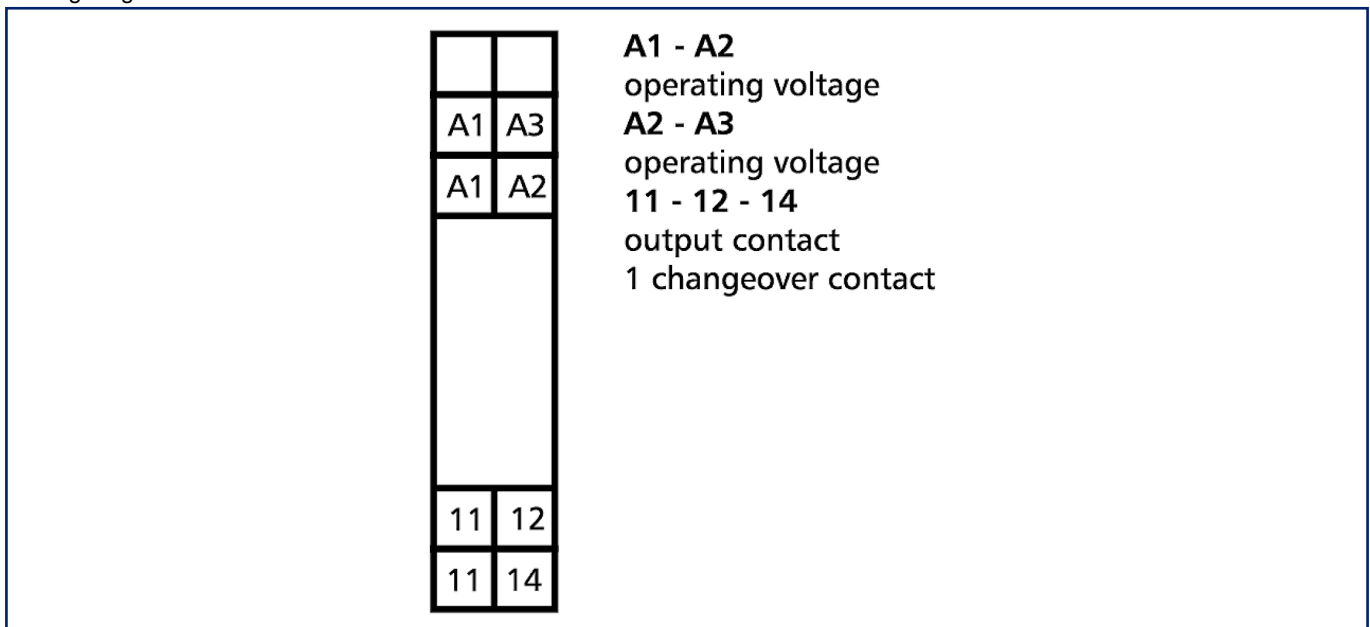 A1 A3
A1 A2
11 12
11 14
A1 - A2
operating voltage
A2 - A3
operating voltage
11 - 12 - 14
output contact
1 changeover contact